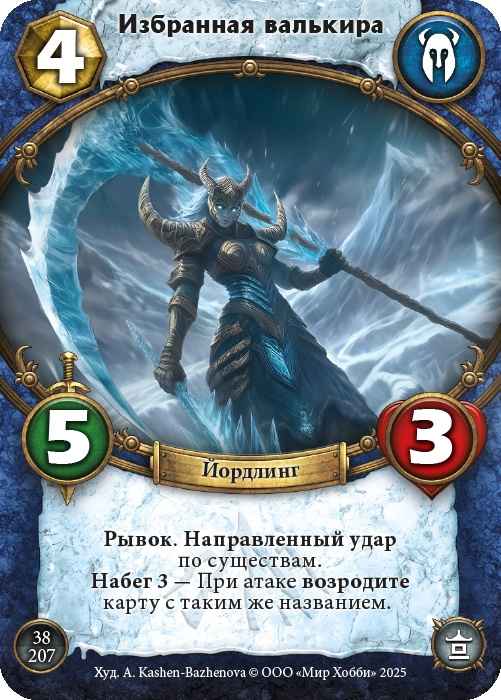 Избранная валькира
4
5
3
Йордлинг
Рывок. Направленный удар
по существам.
Набег 3 — При атаке возродите
карту с таким же названием.
38
207
Худ. A. Kashen-Bazhenova © ООО «Мир Хобби» 2025